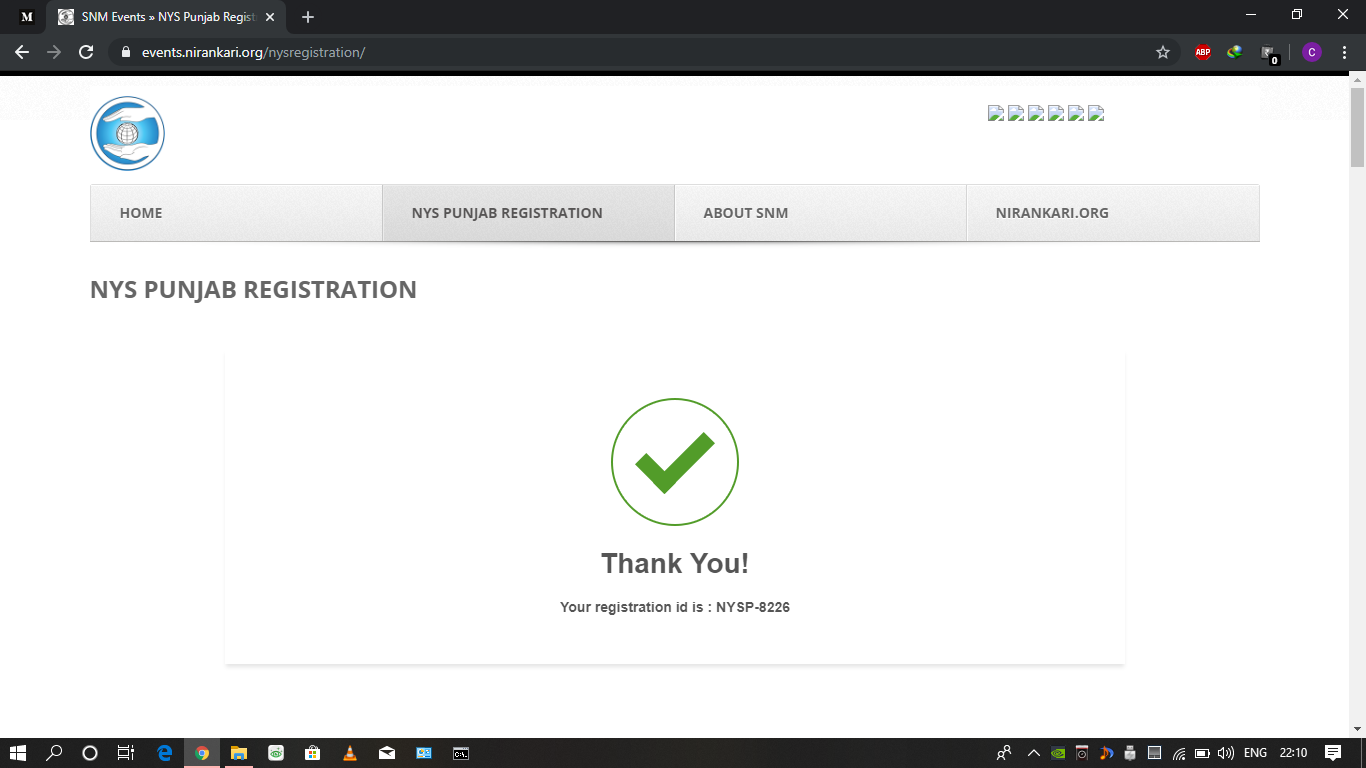 M
SNM Events » NYS Punjab Regist
events.nirankari.org/nysregistration/
ABP
0
C
HOME
NYS PUNJAB REGISTRATION
ABOUT SNM
NIRANKARI.ORG
NYS PUNJAB REGISTRATION
Thank You!
Your registration id is : NYSP-8226
ENG
22:10